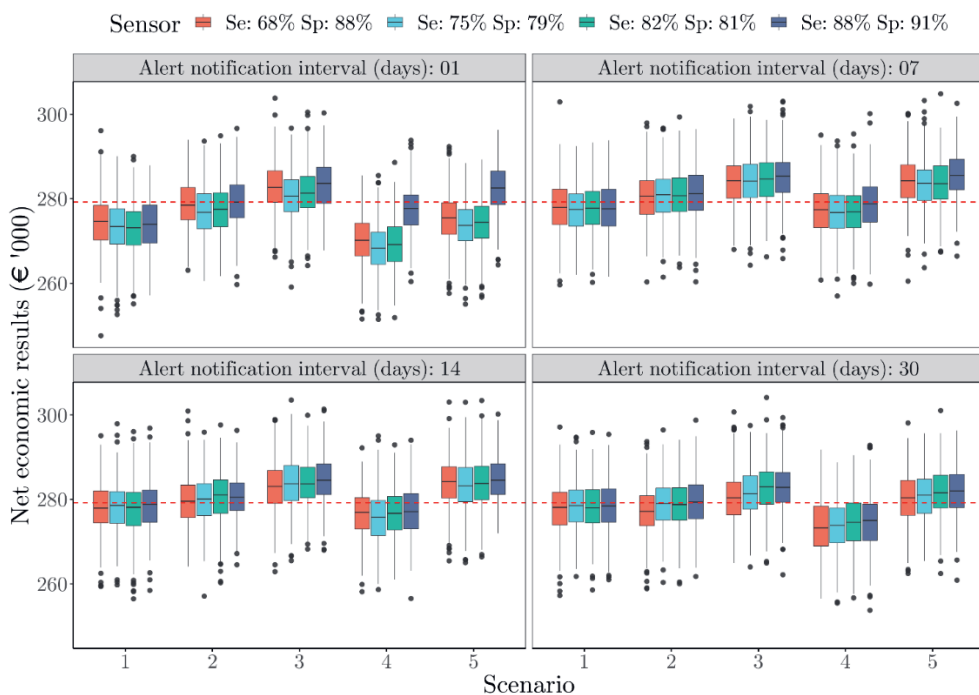 Sensor Se: 68% Sp: 88% Se: 75% Sp: 79% Se: 82% Sp: 81% Se: 88% Sp: 91%
Alert notification interval (days): 01
Alert notification interval (days): 07
300
280
260
Alert notification interval (days): 14
Alert notification interval (days): 30
300
280
260
Net economic results (€ '000)
1 2 3 4 5
1 2 3 4 5
Scenario